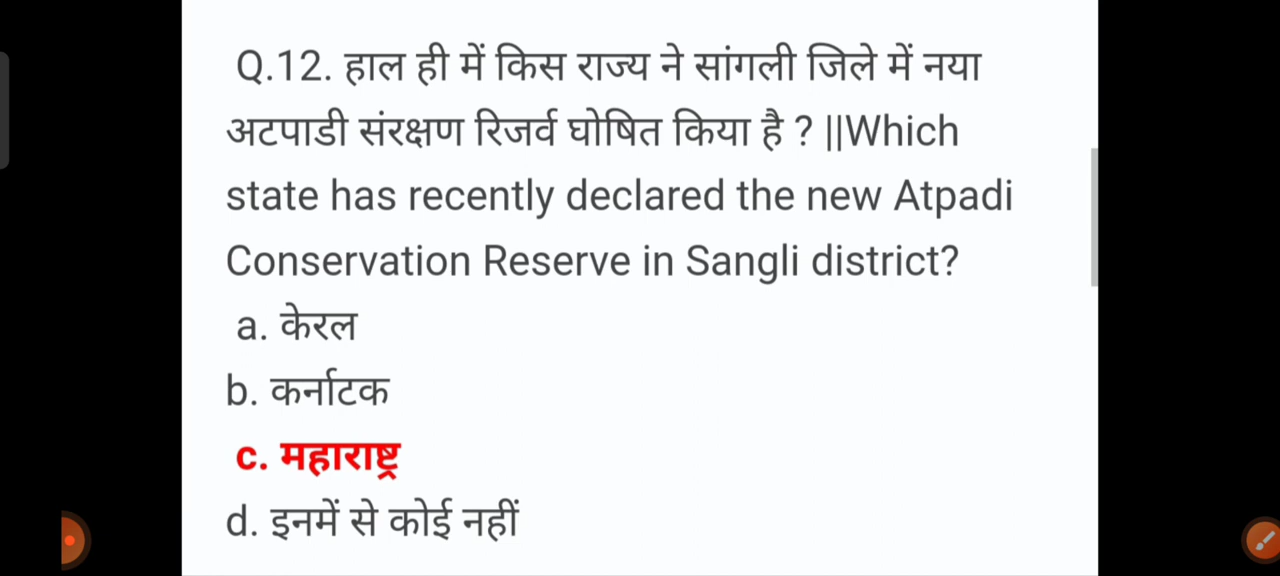 Q.12. हाल ही में किस राज्य ने सांगली जिले में नया
अटपाडी संरक्षण रिजर्व घोषित किया है ? ||Which
state has recently declared the new Atpadi
Conservation Reserve in Sangli district?
a. केरल
b. कर्नाटक
c. महाराष्ट्र
d. इनमें से कोई नहीं